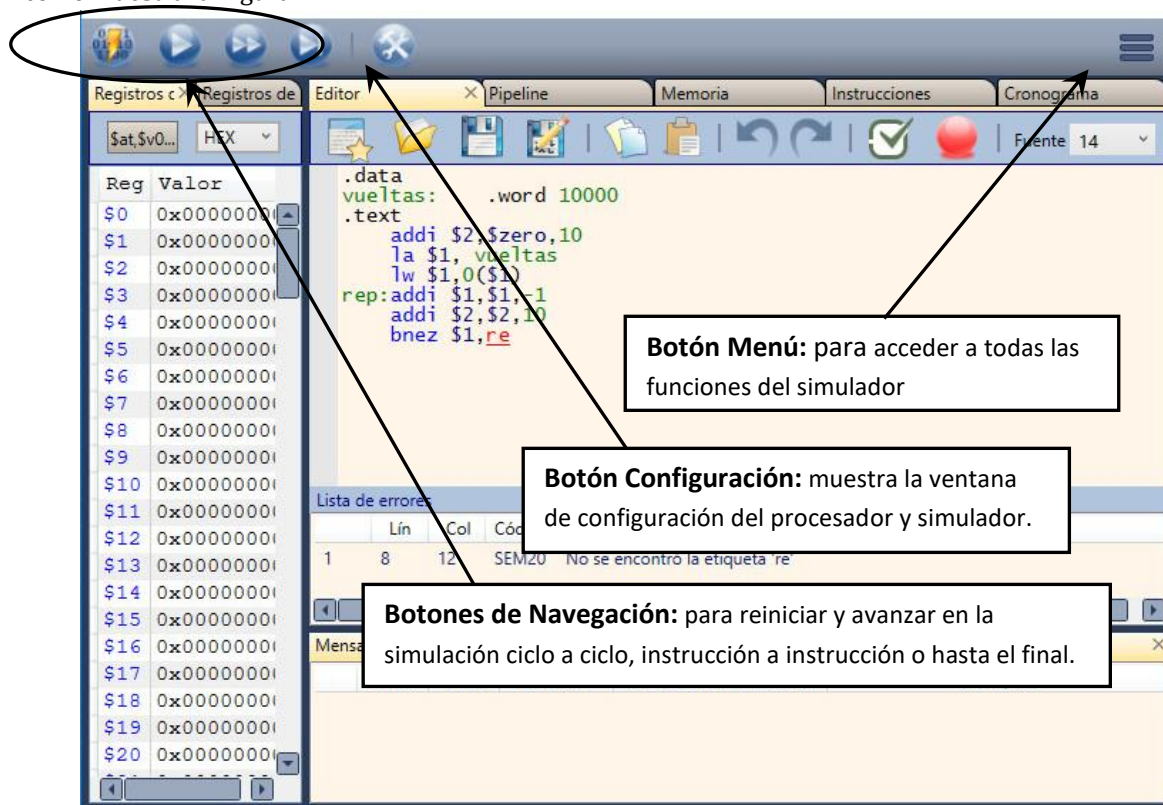 Registros c Registros de
Editor Pipeline Memoria Instrucciones Cronograma
$at,$v0... HEX
Fuente 14
Reg Valor
$0 0x0000000
$1 0x0000000
$2 0x0000000
$3 0x0000000
$4 0x0000000
$5 0x0000000
$6 0x0000000
$7 0x0000000
$8 0x0000000
$9 0x0000000
$10 0x0000000
$11 0x0000000
$12 0x0000000
$13 0x0000000
$14 0x0000000
$15 0x0000000
$16 0x0000000
$17 0x0000000
$18 0x0000000
$19 0x0000000
$20 0x0000000
.data
vueltas: .word 10000
.text
addi $2,$zero,10
la $1, vueltas
lw $1,0($1)
rep:addi $1,$1,-1
addi $2,$2,10
bnez $1,re
Botón Menú: para acceder a todas las
funciones del simulador
Botón Configuración: muestra la ventana
de configuración del procesador y simulador.
Lista de errores
Lín Col Cód
1 8 12 SEM20 No se encontró la etiqueta 're'
Botones de Navegación: para reiniciar y avanzar en la
simulación ciclo a ciclo, instrucción a instrucción o hasta el final.
Mensa